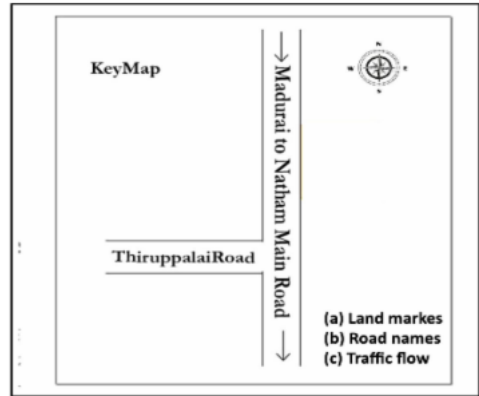 KeyMap
N
Madurai to Natham Main Road
ThiruppalaiRoad
(a) Land markes
(b) Road names
(c) Traffic flow